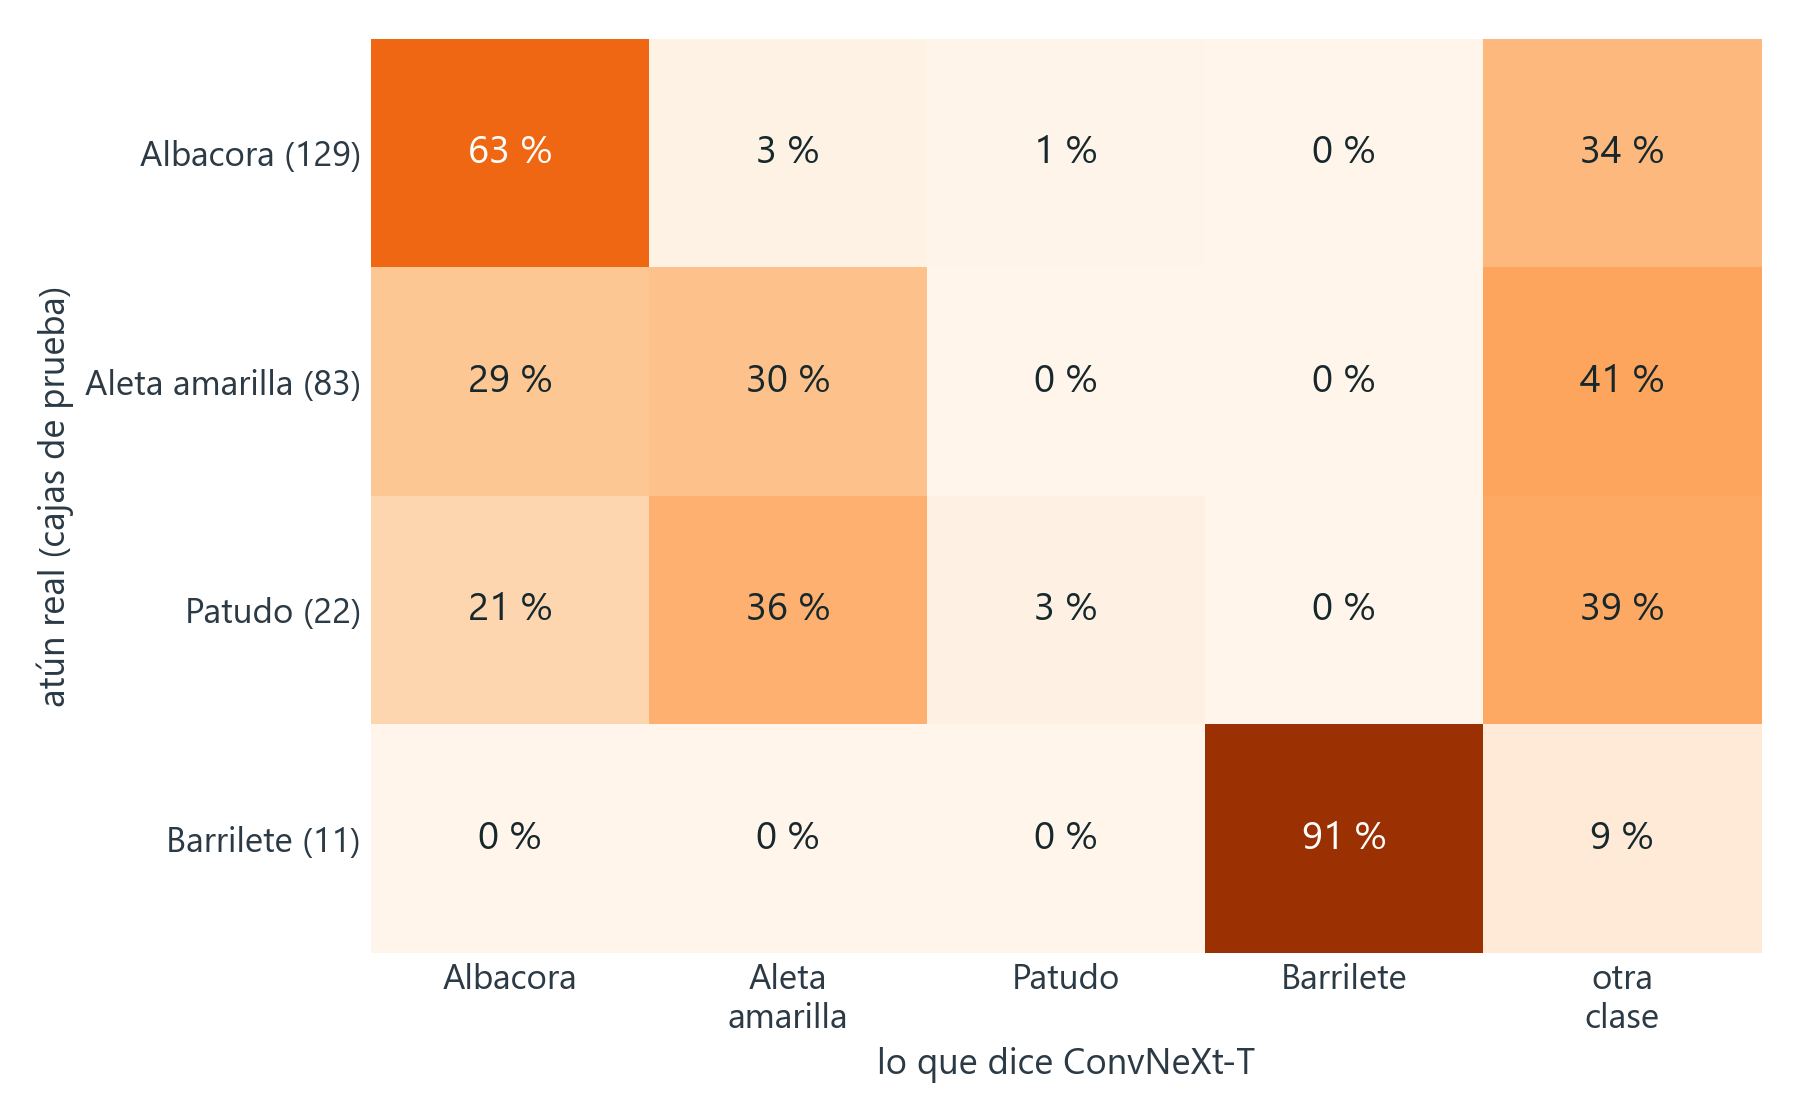 Albacora (129)
63 %
3 %
1 %
0 %
34 %
Aleta amarilla (83)
29 %
30 %
0 %
0 %
41 %
Patudo (22)
21 %
36 %
3 %
0 %
39 %
Barrilete (11)
0 %
0 %
0 %
91 %
9 %
atún real (cajas de prueba)
Albacora
Aleta
amarilla
Patudo
Barrilete
otra
clase
lo que dice ConvNeXt-T